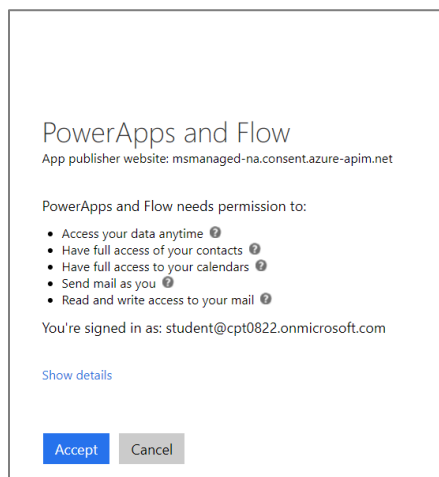 PowerApps and Flow
App publisher website: msmanaged-na.consent.azure-apim.net
PowerApps and Flow needs permission to:
• Access your data anytime ?
• Have full access of your contacts ?
• Have full access to your calendars ?
• Send mail as you ?
• Read and write access to your mail ?
You're signed in as: student@cpt0822.onmicrosoft.com
Show details
Accept Cancel